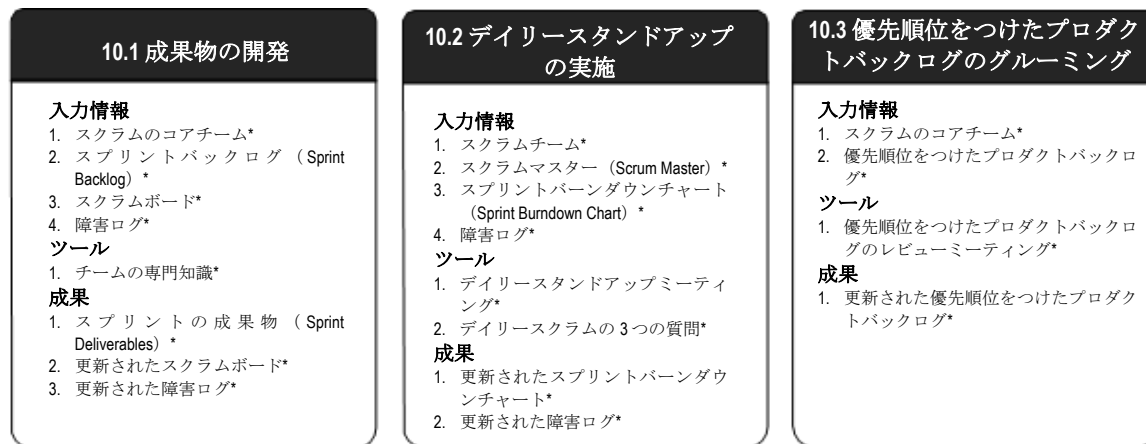 10.1 成果物の開発
入力情報
1. スクラムのコアチーム*
2. スプリントバックログ（Sprint
Backlog）*
3. スクラムボード*
4. 障害ログ*
ツール
1. チームの専門知識*
成果
1. スプリントの成果物（Sprint
Deliverables）*
2. 更新されたスクラムボード*
3. 更新された障害ログ*
10.2 デイリースタンドアップ
の実施
入力情報
1. スクラムチーム*
2. スクラムマスター（Scrum Master）*
3. スプリントバーンダウンチャート
（Sprint Burndown Chart）*
4. 障害ログ*
ツール
1. デイリースタンドアップミーティ
ング*
2. デイリースクラムの 3 つの質問*
成果
1. 更新されたスプリントバーンダウ
ンチャート*
2. 更新された障害ログ*
10.3 優先順位をつけたプロダク
トバックログのグルーミング
入力情報
1. スクラムのコアチーム*
2. 優先順位をつけたプロダクトバックロ
グ*
ツール
1. 優先順位をつけたプロダクトバックロ
グのレビューミーティング*
成果
1. 更新された優先順位をつけたプロダク
トバックログ*